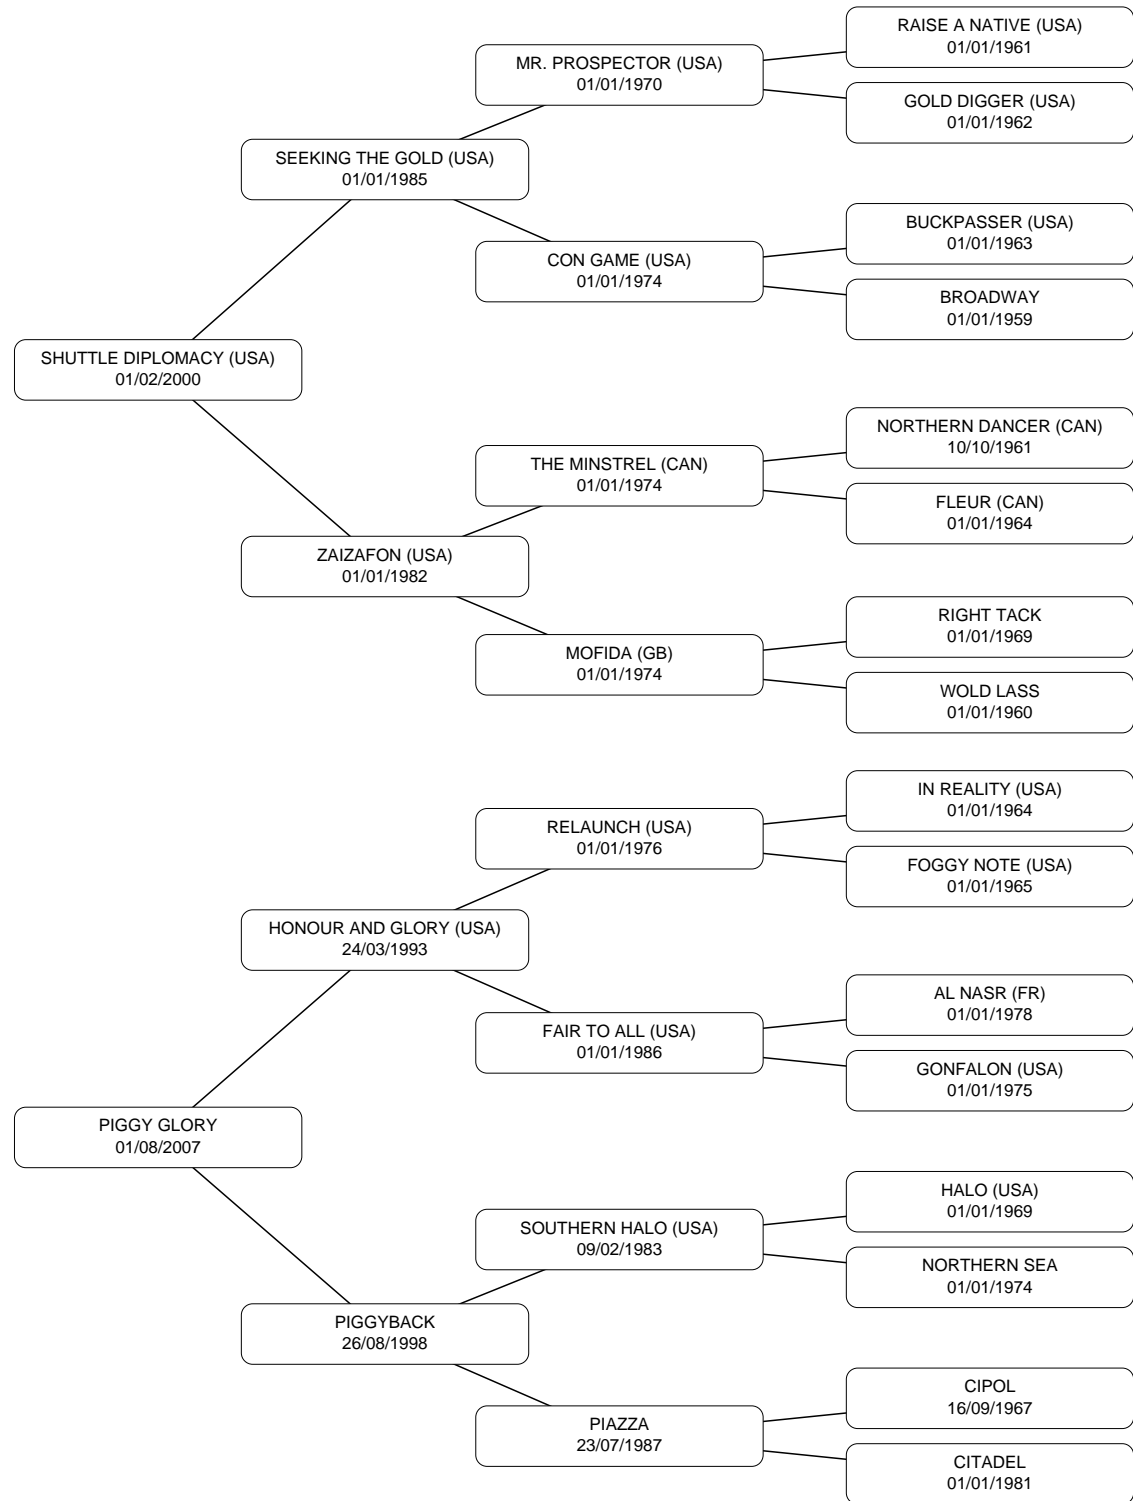 RAISE A NATIVE (USA)
01/01/1961
MR. PROSPECTOR (USA)
01/01/1970
GOLD DIGGER (USA)
01/01/1962
SEEKING THE GOLD (USA)
01/01/1985
BUCKPASSER (USA)
01/01/1963
CON GAME (USA)
01/01/1974
BROADWAY
01/01/1959
SHUTTLE DIPLOMACY (USA)
01/02/2000
NORTHERN DANCER (CAN)
10/10/1961
THE MINSTREL (CAN)
01/01/1974
FLEUR (CAN)
01/01/1964
ZAIZAFON (USA)
01/01/1982
RIGHT TACK
01/01/1969
MOFIDA (GB)
01/01/1974
WOLD LASS
01/01/1960
IN REALITY (USA)
01/01/1964
RELAUNCH (USA)
01/01/1976
FOGGY NOTE (USA)
01/01/1965
HONOUR AND GLORY (USA)
24/03/1993
AL NASR (FR)
01/01/1978
FAIR TO ALL (USA)
01/01/1986
GONFALON (USA)
01/01/1975
PIGGY GLORY
01/08/2007
HALO (USA)
01/01/1969
SOUTHERN HALO (USA)
09/02/1983
NORTHERN SEA
01/01/1974
PIGGYBACK
26/08/1998
CIPOL
16/09/1967
PIAZZA
23/07/1987
CITADEL
01/01/1981